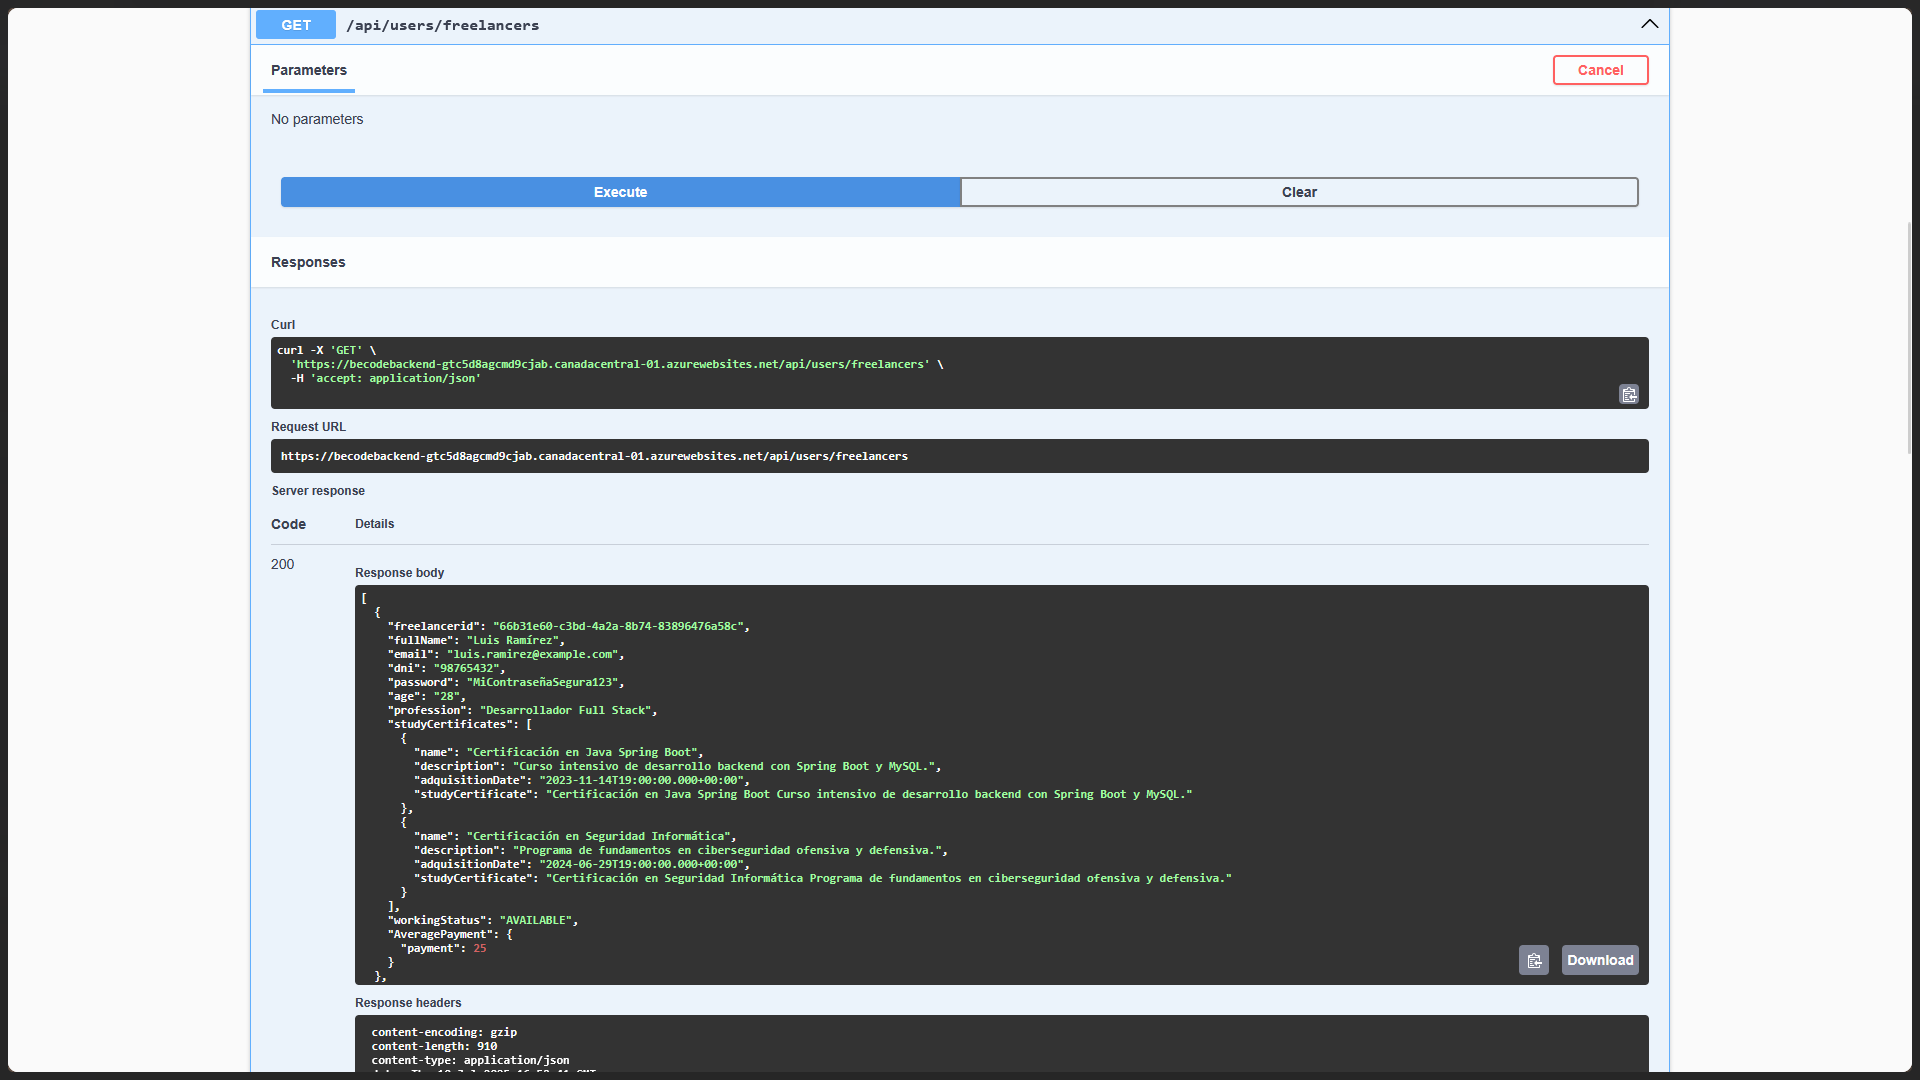 GET /api/users/freelancers
Parameters
Cancel
No parameters
Execute
Clear
Responses
Curl
curl -X 'GET' \
'https://becodebackend-gtc5d8agcmd9cjab.canadacentral-01.azurewebsites.net/api/users/freelancers' \
-H 'accept: application/json'
Request URL
https://becodebackend-gtc5d8agcmd9cjab.canadacentral-01.azurewebsites.net/api/users/freelancers
Server response
Code Details
200
Response body
[
{
"freelancerid": "66b31e60-c3bd-4a2a-8b74-83896476a58c",
"fullName": "Luis Ramírez",
"email": "luis.ramirez@example.com",
"dni": "98765432",
"password": "MiContraseñaSegura123",
"age": "28",
"profession": "Desarrollador Full Stack",
"studyCertificates": [
{
"name": "Certificación en Java Spring Boot",
"description": "Curso intensivo de desarrollo backend con Spring Boot y MySQL.",
"adquisitionDate": "2023-11-14T19:00:00.000+00:00",
"studyCertificate": "Certificación en Java Spring Boot Curso intensivo de desarrollo backend con Spring Boot y MySQL."
},
{
"name": "Certificación en Seguridad Informática",
"description": "Programa de fundamentos en ciberseguridad ofensiva y defensiva.",
"adquisitionDate": "2024-06-29T19:00:00.000+00:00",
"studyCertificate": "Certificación en Seguridad Informática Programa de fundamentos en ciberseguridad ofensiva y defensiva."
}
],
"workingStatus": "AVAILABLE",
"AveragePayment": {
"payment": 25
}
},
Download
Response headers
content-encoding: gzip
content-length: 910
content-type: application/json